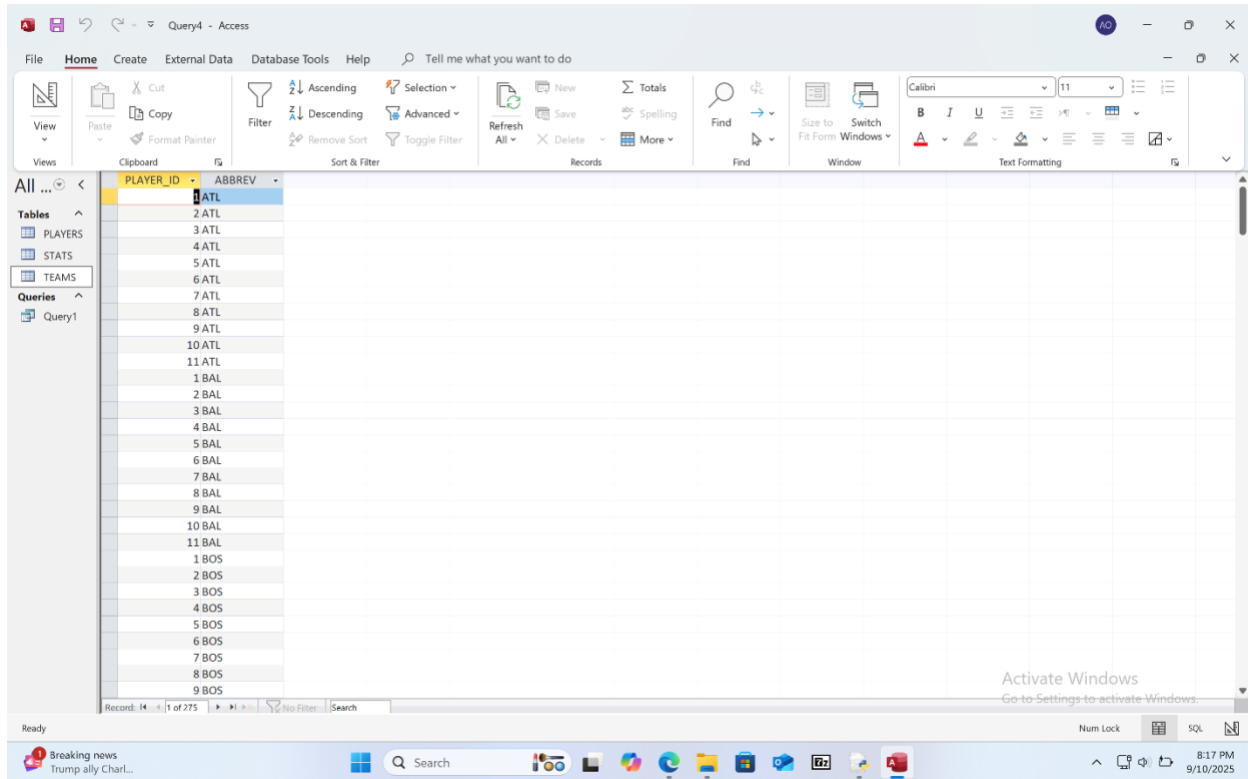 Query4 - Access
AO
File Home Create External Data Database Tools Help Tell me what you want to do
View
Views
Paste
Cut
Copy
Format Painter
Clipboard
Filter
Ascending
Descending
Remove Sort
Selection
Advanced
Toggle Filter
Sort & Filter
Refresh
All
New
Save
Delete
Totals
Spelling
More
Records
Find
Find
Size to
Fit Form
Switch
Windows
Window
Calibri
11
B I U
A
Text Formatting
All ...
Tables
PLAYERS
STATS
TEAMS
Queries
Query1
PLAYER_ID ABBREV
1 ATL
2 ATL
3 ATL
4 ATL
5 ATL
6 ATL
7 ATL
8 ATL
9 ATL
10 ATL
11 ATL
1 BAL
2 BAL
3 BAL
4 BAL
5 BAL
6 BAL
7 BAL
8 BAL
9 BAL
10 BAL
11 BAL
1 BOS
2 BOS
3 BOS
4 BOS
5 BOS
6 BOS
7 BOS
8 BOS
9 BOS
Record: 1 of 275 No Filter Search
Activate Windows
Go to Settings to activate Windows.
Ready
Num Lock
SQL
1
Breaking news
Trump ally Charl...
Search
8:17 PM
9/10/2025